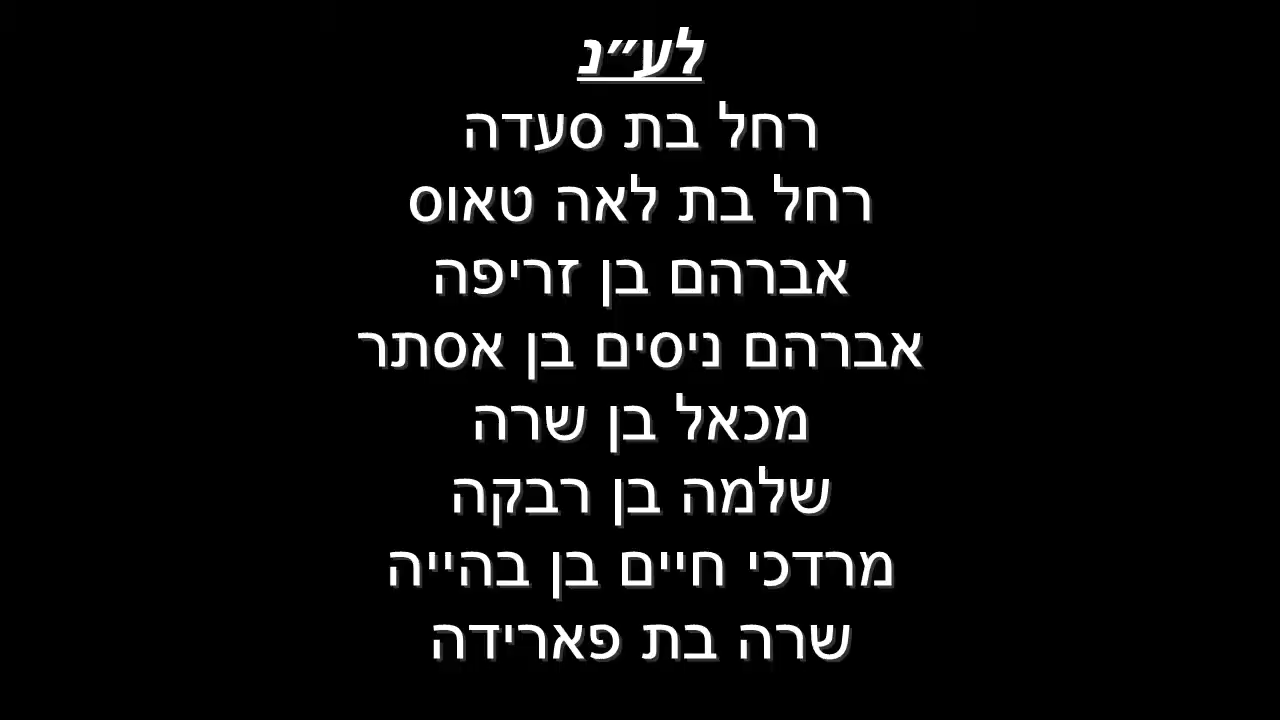 לע״נ
רחל בת סעדה
רחל בת לאה טאוס
אברהם בן זריפה
אברהם ניסים בן אסתר
מכאל בן שרה
שלמה בן רבקה
מרדכי חיים בן בהייה
שרה בת פארידה